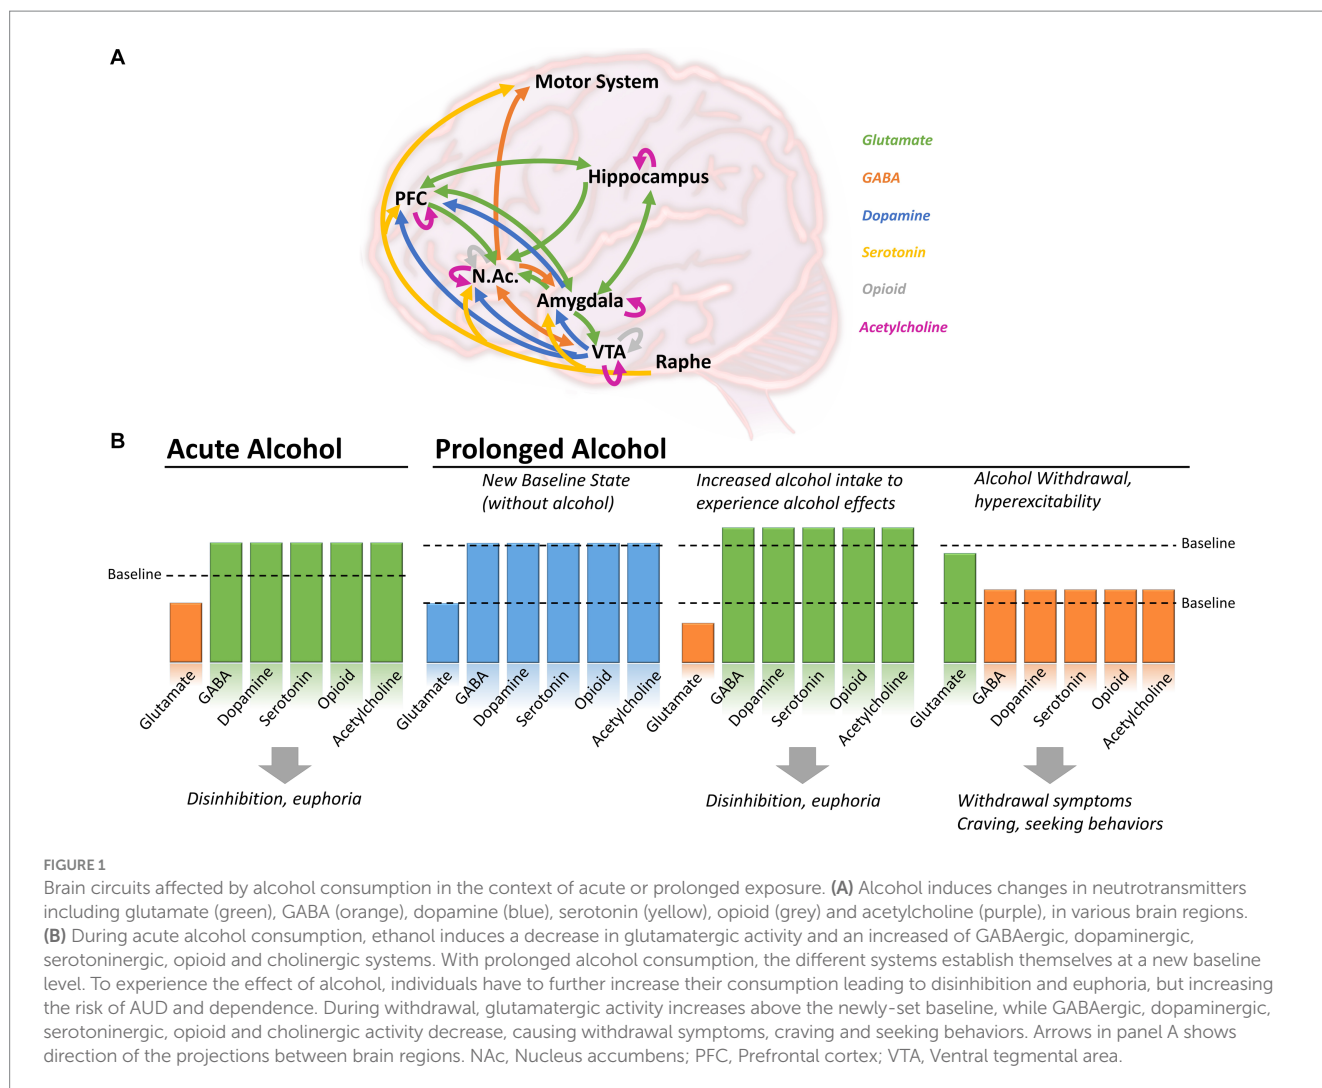 A
Motor System
Hippocampus
PFC
N.Ac.
Amygdala
VTA
Raphe
Glutamate
GABA
Dopamine
Serotonin
Opioid
Acetylcholine
B
Acute Alcohol
Prolonged Alcohol
New Baseline State
(without alcohol)
Increased alcohol intake to
experience alcohol effects
Alcohol Withdrawal,
hyperexcitability
Baseline
Baseline
Baseline
Glutamate
GABA
Dopamine
Serotonin
Opioid
Acetylcholine
Glutamate
GABA
Dopamine
Serotonin
Opioid
Acetylcholine
Glutamate
GABA
Dopamine
Serotonin
Opioid
Acetylcholine
Glutamate
GABA
Dopamine
Serotonin
Opioid
Acetylcholine
Disinhibition, euphoria
Disinhibition, euphoria
Withdrawal symptoms
Craving, seeking behaviors
FIGURE 1
Brain circuits affected by alcohol consumption in the context of acute or prolonged exposure. (A) Alcohol induces changes in neutrotransmitters
including glutamate (green), GABA (orange), dopamine (blue), serotonin (yellow), opioid (grey) and acetylcholine (purple), in various brain regions.
(B) During acute alcohol consumption, ethanol induces a decrease in glutamatergic activity and an increased of GABAergic, dopaminergic,
serotoninergic, opioid and cholinergic systems. With prolonged alcohol consumption, the different systems establish themselves at a new baseline
level. To experience the effect of alcohol, individuals have to further increase their consumption leading to disinhibition and euphoria, but increasing
the risk of AUD and dependence. During withdrawal, glutamatergic activity increases above the newly-set baseline, while GABAergic, dopaminergic,
serotoninergic, opioid and cholinergic activity decrease, causing withdrawal symptoms, craving and seeking behaviors. Arrows in panel A shows
direction of the projections between brain regions. NAc, Nucleus accumbens; PFC, Prefrontal cortex; VTA, Ventral tegmental area.